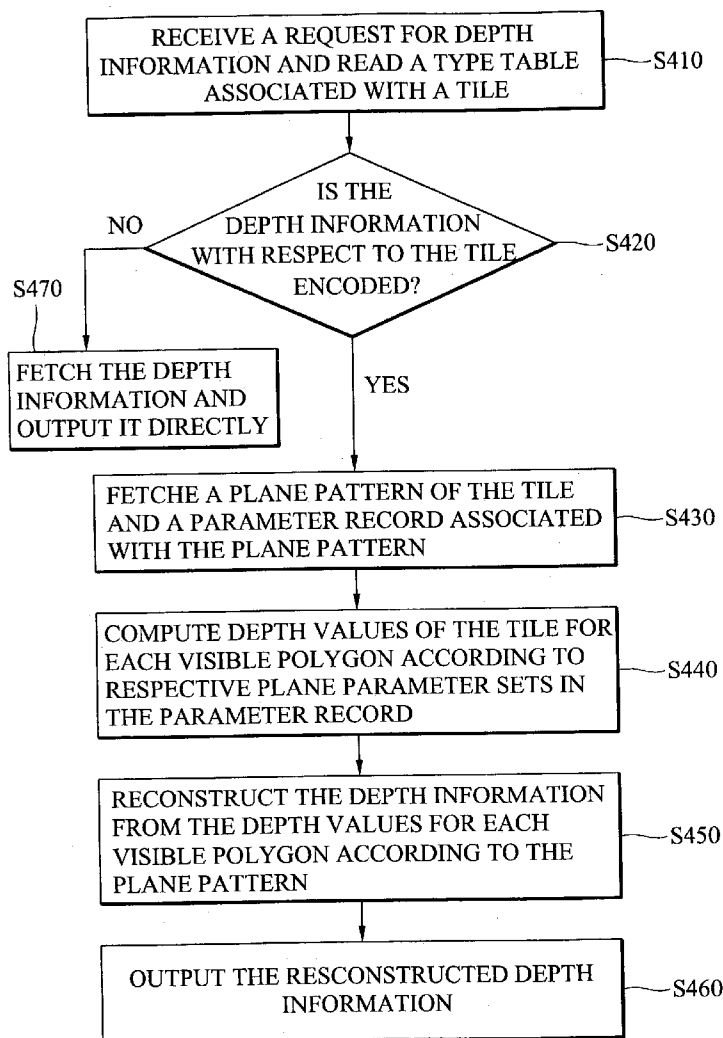 RECEIVE A REQUEST FOR DEPTH
INFORMATION AND READ A TYPE TABLE
ASSOCIATED WITH A TILE
S410
IS THE
DEPTH INFORMATION
WITH RESPECT TO THE TILE
ENCODED?
S420
NO
S470
FETCH THE DEPTH
INFORMATION AND
OUTPUT IT DIRECTLY
YES
FETCHE A PLANE PATTERN OF THE TILE
AND A PARAMETER RECORD ASSOCIATED
WITH THE PLANE PATTERN
S430
COMPUTE DEPTH VALUES OF THE TILE FOR
EACH VISIBLE POLYGON ACCORDING TO
RESPECTIVE PLANE PARAMETER SETS IN
THE PARAMETER RECORD
S440
RECONSTRUCT THE DEPTH INFORMATION
FROM THE DEPTH VALUES FOR EACH
VISIBLE POLYGON ACCORDING TO THE
PLANE PATTERN
S450
OUTPUT THE RESCONSTRUCTED DEPTH
INFORMATION
S460